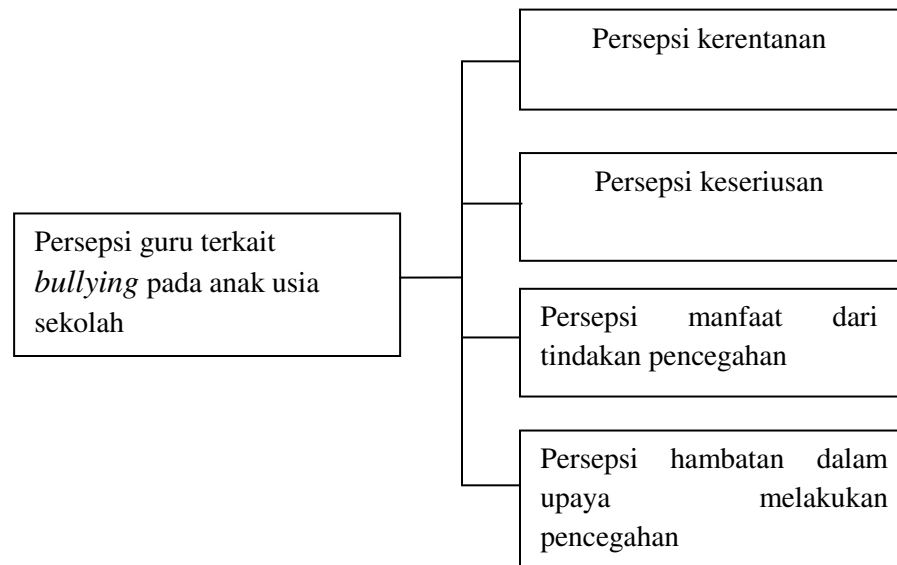 Persepsi kerentanan
Persepsi keseriusan
Persepsi guru terkait
bullying pada anak usia
sekolah
Persepsi manfaat dari
tindakan pencegahan
Persepsi hambatan dalam
upaya melakukan
pencegahan